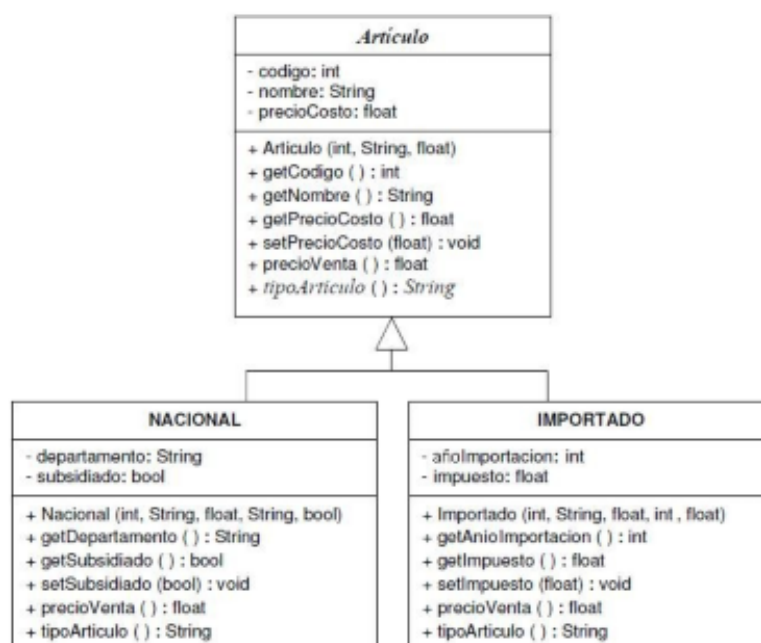 Artículo
- codigo: int
- nombre: String
- precioCosto: float
+ Articulo (int, String, float)
+ getCodigo ( ) : int
+ getNombre ( ) : String
+ getPrecioCosto ( ) : float
+ setPrecioCosto (float) : void
+ precioVenta ( ) : float
+ tipoArticulo ( ) : String
NACIONAL
- departamento: String
- subsidiado: bool
+ Nacional (int, String, float, String, bool)
+ getDepartamento ( ) : String
+ getSubsidiado ( ) : bool
+ setSubsidiado (bool) : void
+ precioVenta ( ) : float
+ tipoArticulo ( ) : String
IMPORTADO
- añoImportacion: int
- impuesto: float
+ Importado (int, String, float, int , float)
+ getAnioImportacion ( ) : int
+ getImpuesto ( ) : float
+ setImpuesto (float) : void
+ precioVenta ( ) : float
+ tipoArticulo ( ) : String